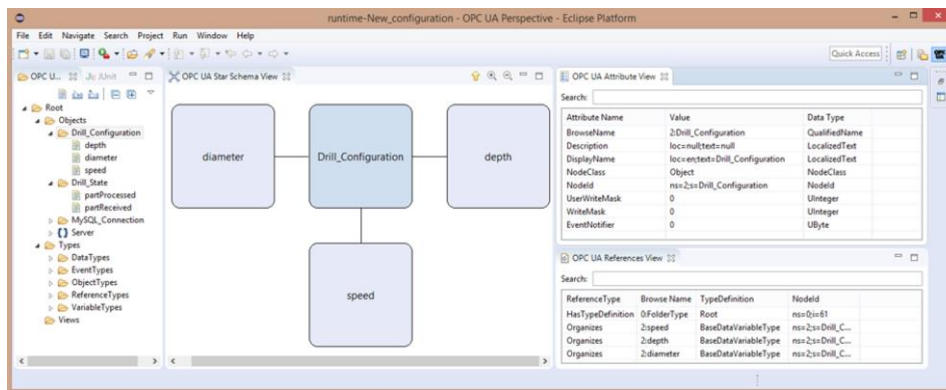 runtime-New_configuration - OPC UA Perspective - Eclipse Platform
File Edit Navigate Search Project Run Window Help
Quick Access
OPC U... JUnit
Root
Objects
Drill_Configuration
depth
diameter
speed
Drill_State
partProcessed
partReceived
MySQL_Connection
Server
Types
DataTypes
EventTypes
ObjectTypes
ReferenceTypes
VariableTypes
Views
OPC UA Star Schema View
diameter
Drill_Configuration
depth
speed
OPC UA Attribute View
Search:
Attribute Name Value Data Type
BrowseName 2:Drill_Configuration QualifiedName
Description loc=null;text=null LocalizedText
DisplayName loc=en;text=Drill_Configuration LocalizedText
NodeClass Object NodeClass
NodeId ns=2;s=Drill_Configuration NodeId
UserWriteMask 0 UInteger
WriteMask 0 UInteger
EventNotifier 0 UByte
OPC UA References View
Search:
ReferenceType Browse Name TypeDefinition NodeId
HasTypeDefinition 0:FolderType Root ns=0;i=61
Organizes 2:speed BaseDataVariableType ns=2;s=Drill_C...
Organizes 2:depth BaseDataVariableType ns=2;s=Drill_C...
Organizes 2:diameter BaseDataVariableType ns=2;s=Drill_C...